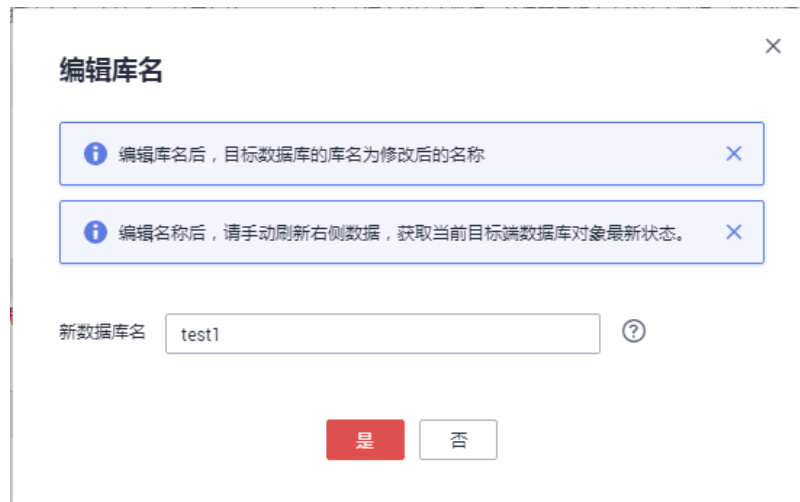 编辑库名
编辑库名后，目标数据库的库名为修改后的名称
编辑名称后，请手动刷新右侧数据，获取当前目标端数据库对象最新状态。
新数据库名 test1
是 否